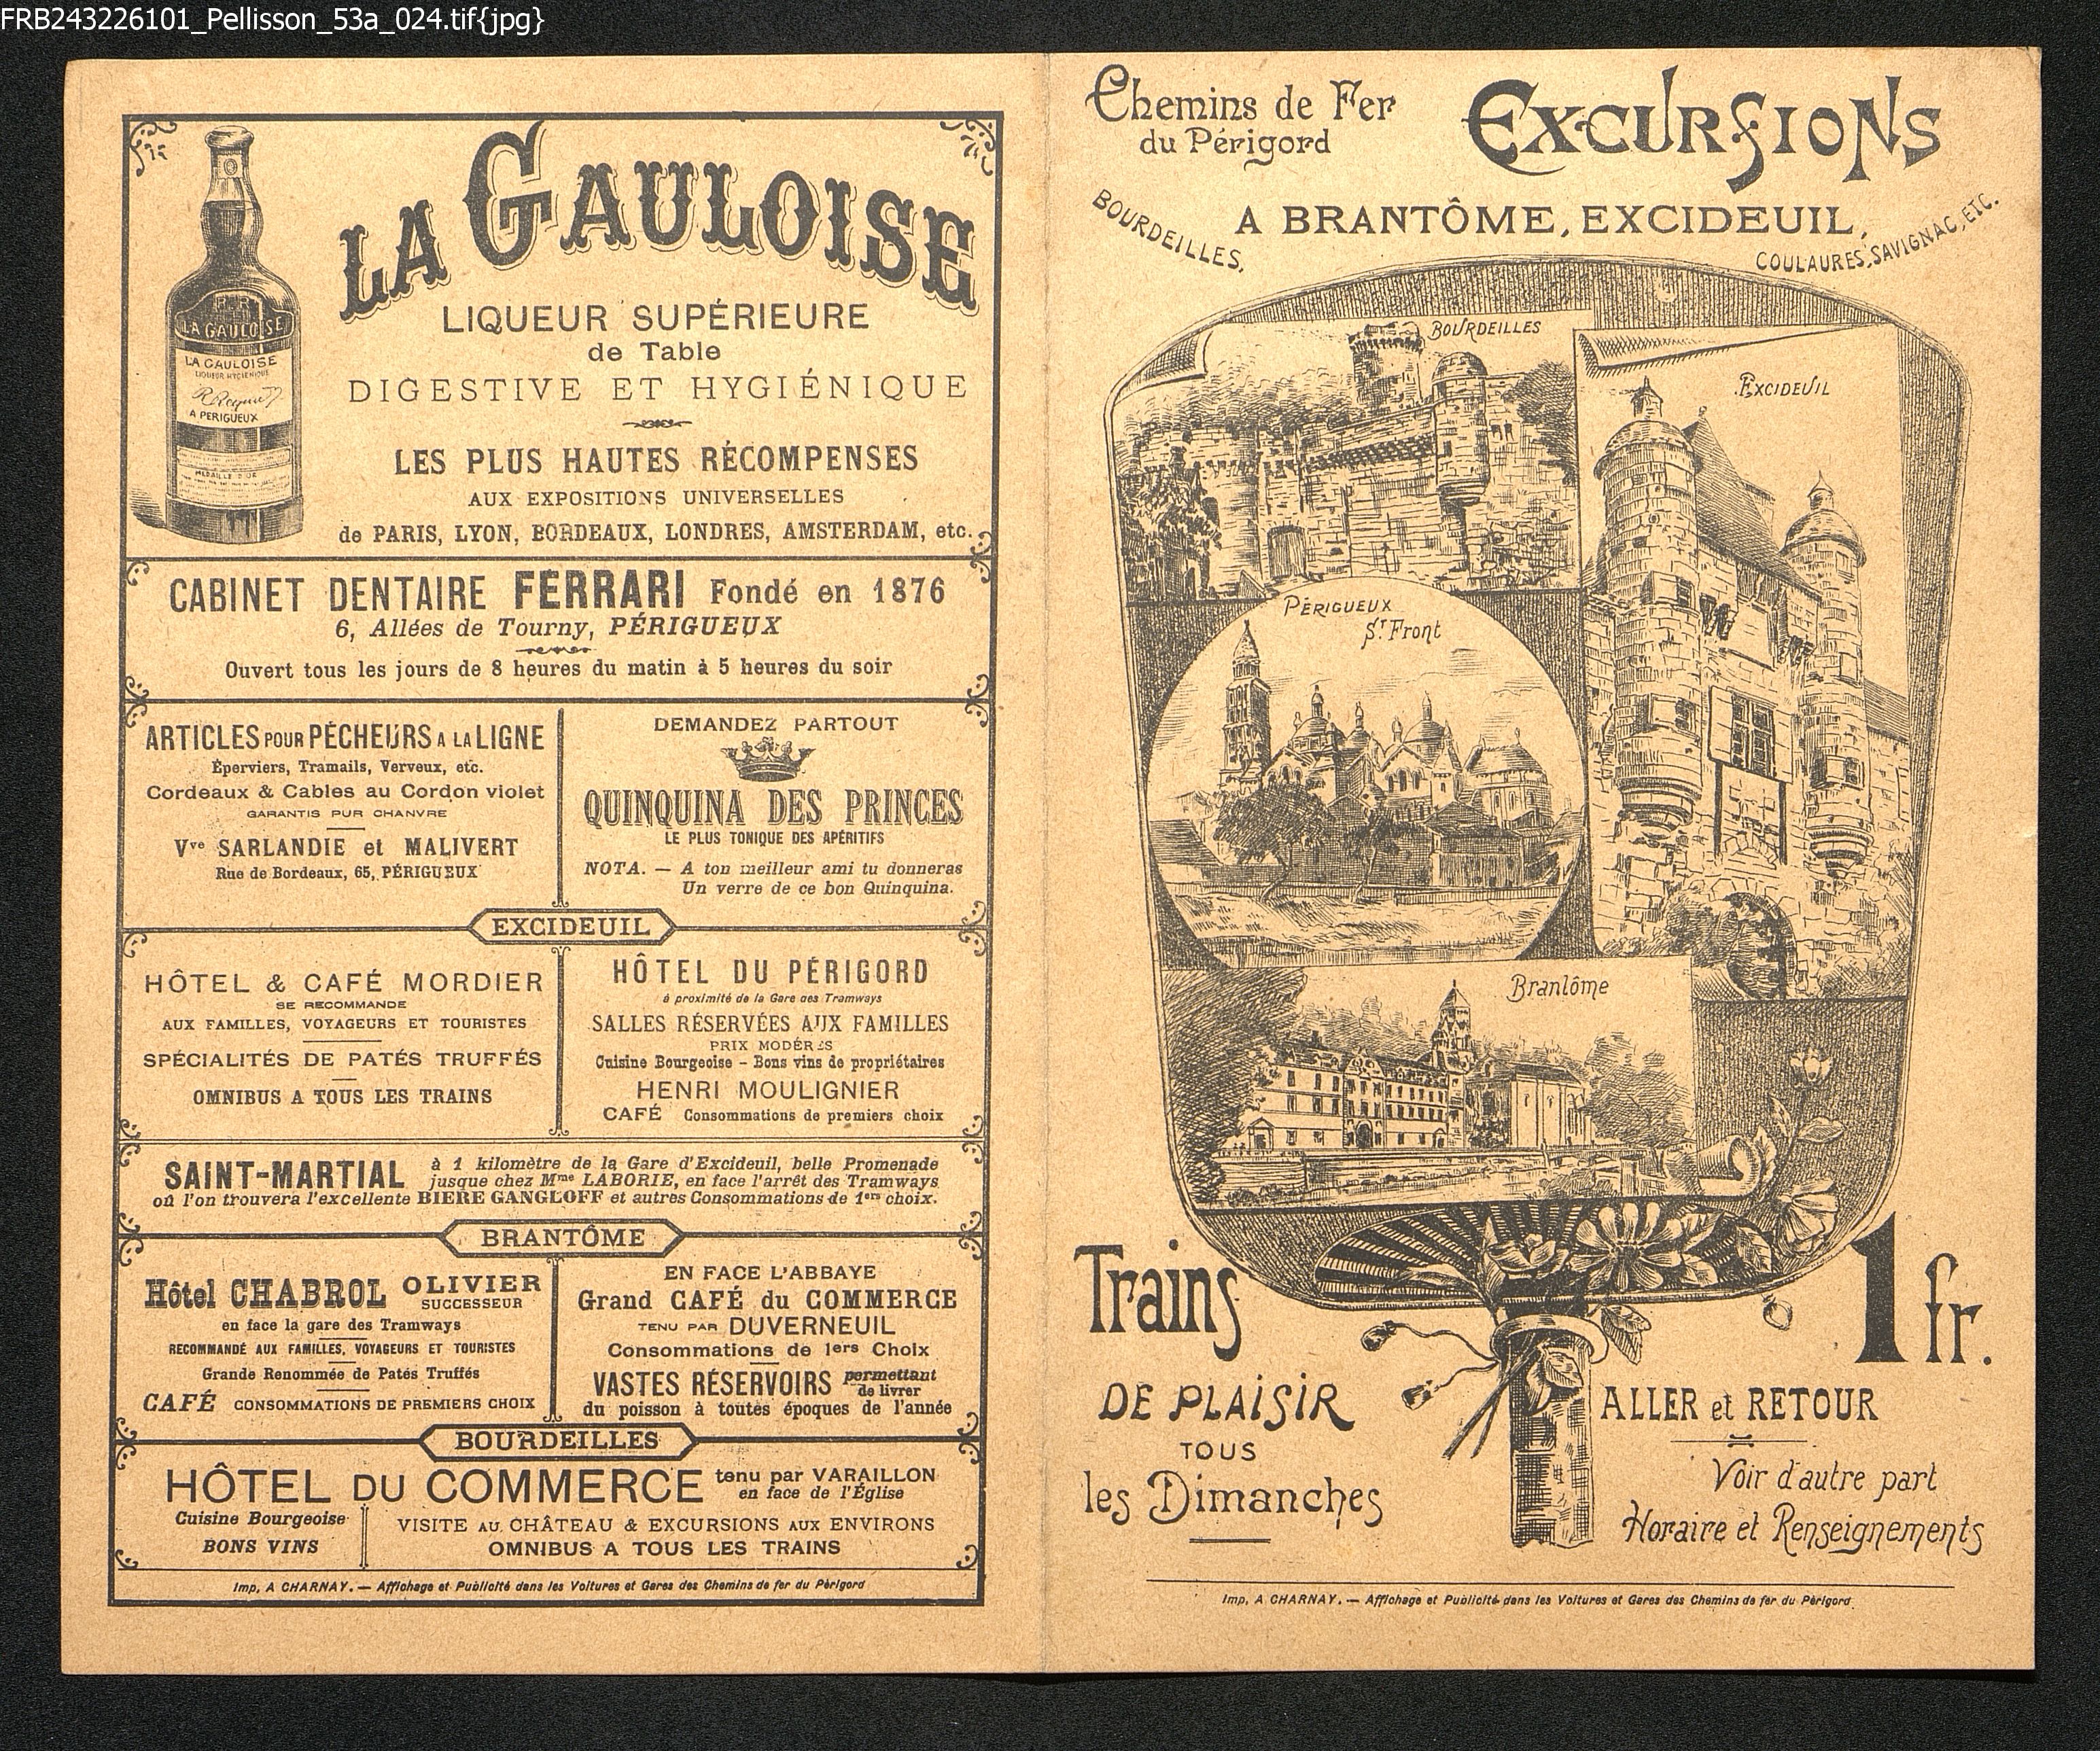 FRB243226101_Pellisson_53a_024.tif{jpg}
LA GAULOISE
LIQUEUR SUPÉRIEURE
de Table
DIGESTIVE ET HYGIÉNIQUE
LES PLUS HAUTES RÉCOMPENSES
AUX EXPOSITIONS UNIVERSELLES
de PARIS, LYON, BORDEAUX, LONDRES, AMSTERDAM, etc.
LA GAULOISE
LA GAULOISE
LIQUEUR HYGIÉNIQUE
A PERIGUEUX
MEDAILLE D'OR
CABINET DENTAIRE FERRARI Fondé en 1876
6, Allées de Tourny, PÉRIGUEUX
Ouvert tous les jours de 8 heures du matin à 5 heures du soir
ARTICLES POUR PÉCHEURS A LA LIGNE
Éperviers, Tramails, Verveux, etc.
Cordeaux & Cables au Cordon violet
GARANTIS PUR CHANVRE
Vve SARLANDIE et MALIVERT
Rue de Bordeaux, 65, PÉRIGUEUX
DEMANDEZ PARTOUT
QUINQUINA DES PRINCES
LE PLUS TONIQUE DES APÉRITIFS
NOTA. — A ton meilleur ami tu donneras
Un verre de ce bon Quinquina.
EXCIDEUIL
HÔTEL & CAFÉ MORDIER
SE RECOMMANDE
AUX FAMILLES, VOYAGEURS ET TOURISTES
SPÉCIALITÉS DE PATÉS TRUFFÉS
OMNIBUS A TOUS LES TRAINS
HÔTEL DU PÉRIGORD
à proximité de la Gare des Tramways
SALLES RÉSERVÉES AUX FAMILLES
PRIX MODÉRÉS
Cuisine Bourgeoise – Bons vins de propriétaires
HENRI MOULIGNIER
CAFÉ Consommations de premiers choix
SAINT-MARTIAL à 1 kilomètre de la Gare d'Excideuil, belle Promenade
jusque chez Mme LABORIE, en face l'arrêt des Tramways
où l'on trouvera l'excellente BIERE GANGLOFF et autres Consommations de 1ers choix.
BRANTÔME
Hôtel CHABROL OLIVIER
SUCCESSEUR
en face la gare des Tramways
RECOMMANDÉ AUX FAMILLES, VOYAGEURS ET TOURISTES
Grande Renommée de Patés Truffés
CAFÉ CONSOMMATIONS DE PREMIERS CHOIX
EN FACE L'ABBAYE
Grand CAFÉ du COMMERCE
TENU PAR DUVERNEUIL
Consommations de 1ers Choix
VASTES RÉSERVOIRS permettant
de livrer
du poisson à toutes époques de l'année
BOURDEILLES
HÔTEL DU COMMERCE tenu par VARAILLON
en face de l'Église
Cuisine Bourgeoise
BONS VINS
VISITE AU CHÂTEAU & EXCURSIONS AUX ENVIRONS
OMNIBUS A TOUS LES TRAINS
Imp. A CHARNAY. — Affichage et Publicité dans les Voitures et Gares des Chemins de fer du Périgord
Chemins de Fer
du Périgord
EXCURSIONS
BOURDEILLES,
A BRANTÔME, EXCIDEUIL,
COULAURES, SAVIGNAC, ETC.
BOURDEILLES
EXCIDEUIL
PÉRIGUEUX
St Front
Brantôme
Trains
DE PLAISIR
TOUS
les Dimanches
1 fr.
ALLER et RETOUR
Voir d'autre part
Horaire et Renseignements
Imp. A CHARNAY. — Affichage et Publicité dans les Voitures et Gares des Chemins de fer du Périgord